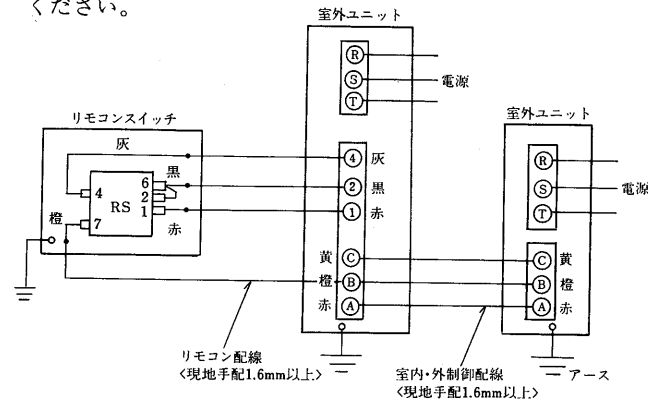 ください。
室外ユニット
R
S
電源
T
リモコンスイッチ
灰
黒
4
6
2
RS
1
橙
7
赤
4 灰
2 黒
1 赤
黄 C
橙 B
赤 A
室外ユニット
R
S
電源
T
C 黄
B 橙
A 赤
リモコン配線
〈現地手配1.6mm以上〉
室内・外制御配線
〈現地手配1.6mm以上〉
アース